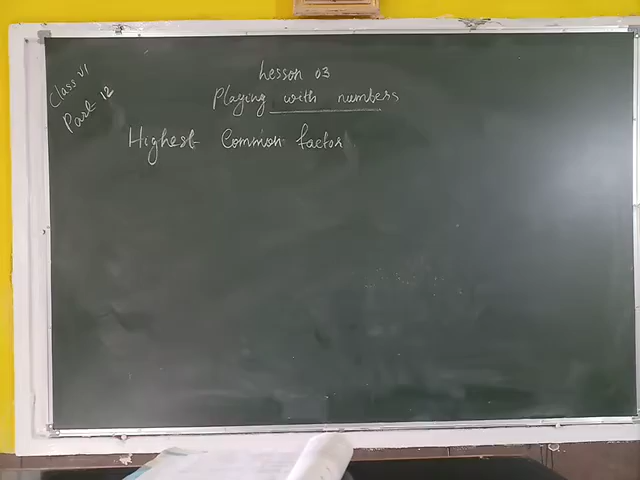 Class VI
Part 12
Lesson 03
Playing with numbers
Highest Common factor